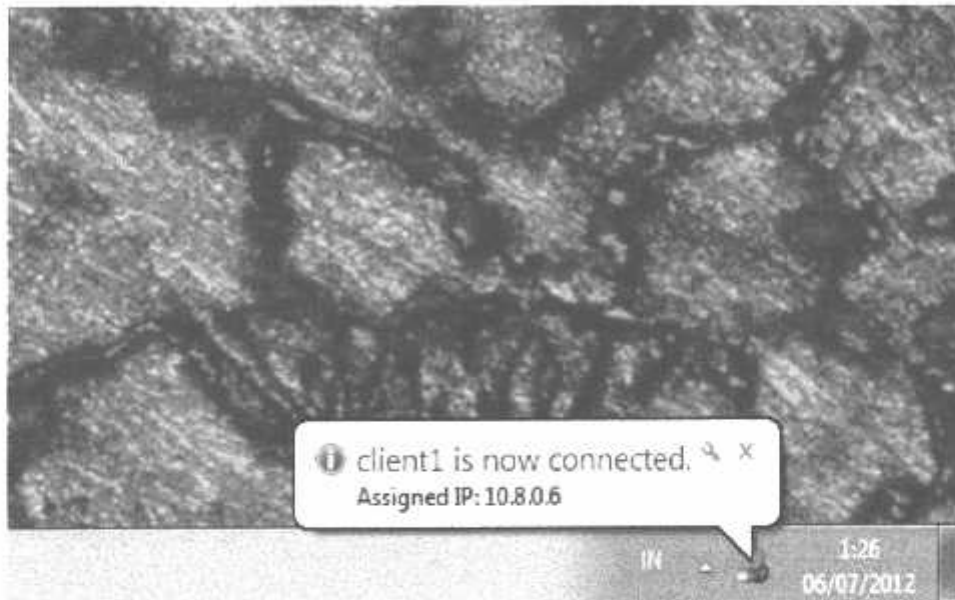 client1 is now connected.
Assigned IP: 10.8.0.6
IN
1:26
06/07/2012